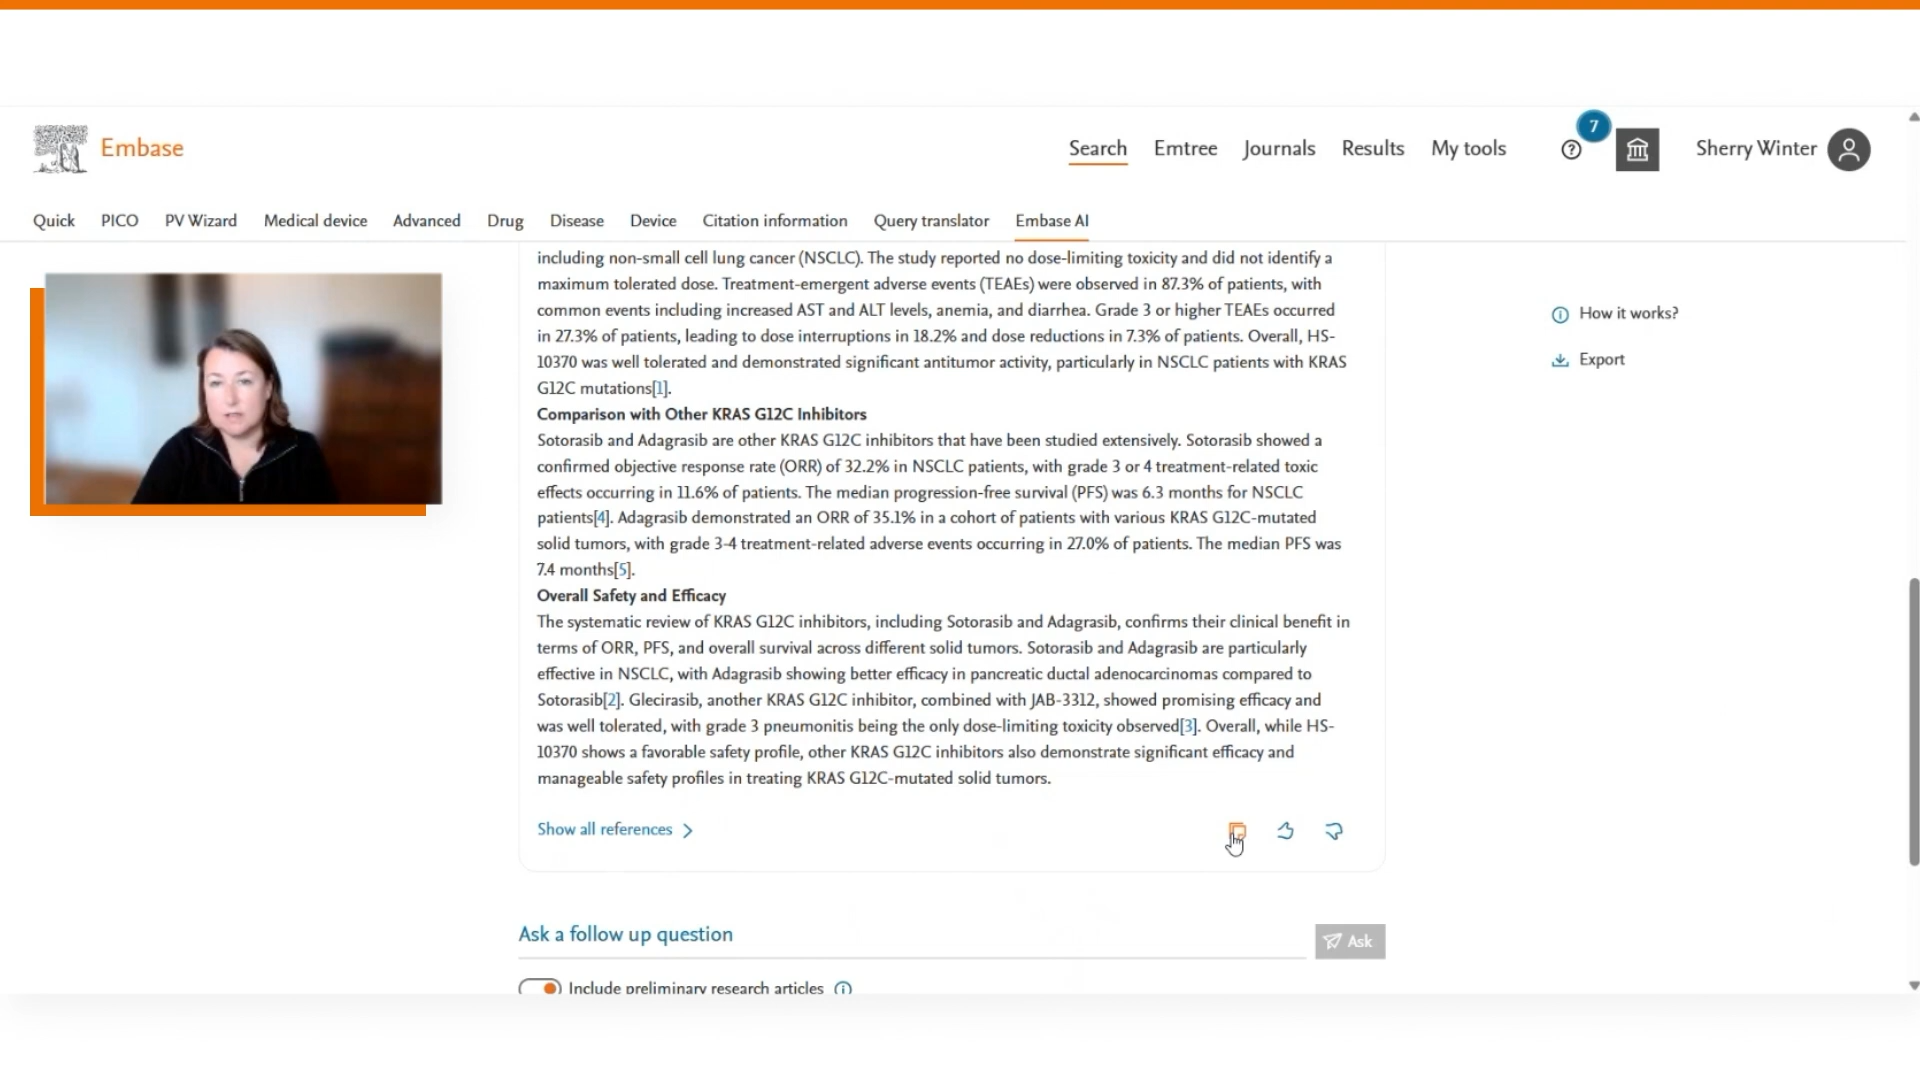 Embase
Search
Emtree
Journals
Results
My tools
7
Sherry Winter
Quick
PICO
PV Wizard
Medical device
Advanced
Drug
Disease
Device
Citation information
Query translator
Embase AI
including non-small cell lung cancer (NSCLC). The study reported no dose-limiting toxicity and did not identify a
maximum tolerated dose. Treatment-emergent adverse events (TEAEs) were observed in 87.3% of patients, with
common events including increased AST and ALT levels, anemia, and diarrhea. Grade 3 or higher TEAEs occurred
in 27.3% of patients, leading to dose interruptions in 18.2% and dose reductions in 7.3% of patients. Overall, HS-
10370 was well tolerated and demonstrated significant antitumor activity, particularly in NSCLC patients with KRAS
G12C mutations[1].
Comparison with Other KRAS G12C Inhibitors
Sotorasib and Adagrasib are other KRAS G12C inhibitors that have been studied extensively. Sotorasib showed a
confirmed objective response rate (ORR) of 32.2% in NSCLC patients, with grade 3 or 4 treatment-related toxic
effects occurring in 11.6% of patients. The median progression-free survival (PFS) was 6.3 months for NSCLC
patients[4]. Adagrasib demonstrated an ORR of 35.1% in a cohort of patients with various KRAS G12C-mutated
solid tumors, with grade 3-4 treatment-related adverse events occurring in 27.0% of patients. The median PFS was
7.4 months[5].
Overall Safety and Efficacy
The systematic review of KRAS G12C inhibitors, including Sotorasib and Adagrasib, confirms their clinical benefit in
terms of ORR, PFS, and overall survival across different solid tumors. Sotorasib and Adagrasib are particularly
effective in NSCLC, with Adagrasib showing better efficacy in pancreatic ductal adenocarcinomas compared to
Sotorasib[2]. Glecirasib, another KRAS G12C inhibitor, combined with JAB-3312, showed promising efficacy and
was well tolerated, with grade 3 pneumonitis being the only dose-limiting toxicity observed[3]. Overall, while HS-
10370 shows a favorable safety profile, other KRAS G12C inhibitors also demonstrate significant efficacy and
manageable safety profiles in treating KRAS G12C-mutated solid tumors.
Show all references
How it works?
Export
Ask a follow up question
Ask
Include preliminary research articles